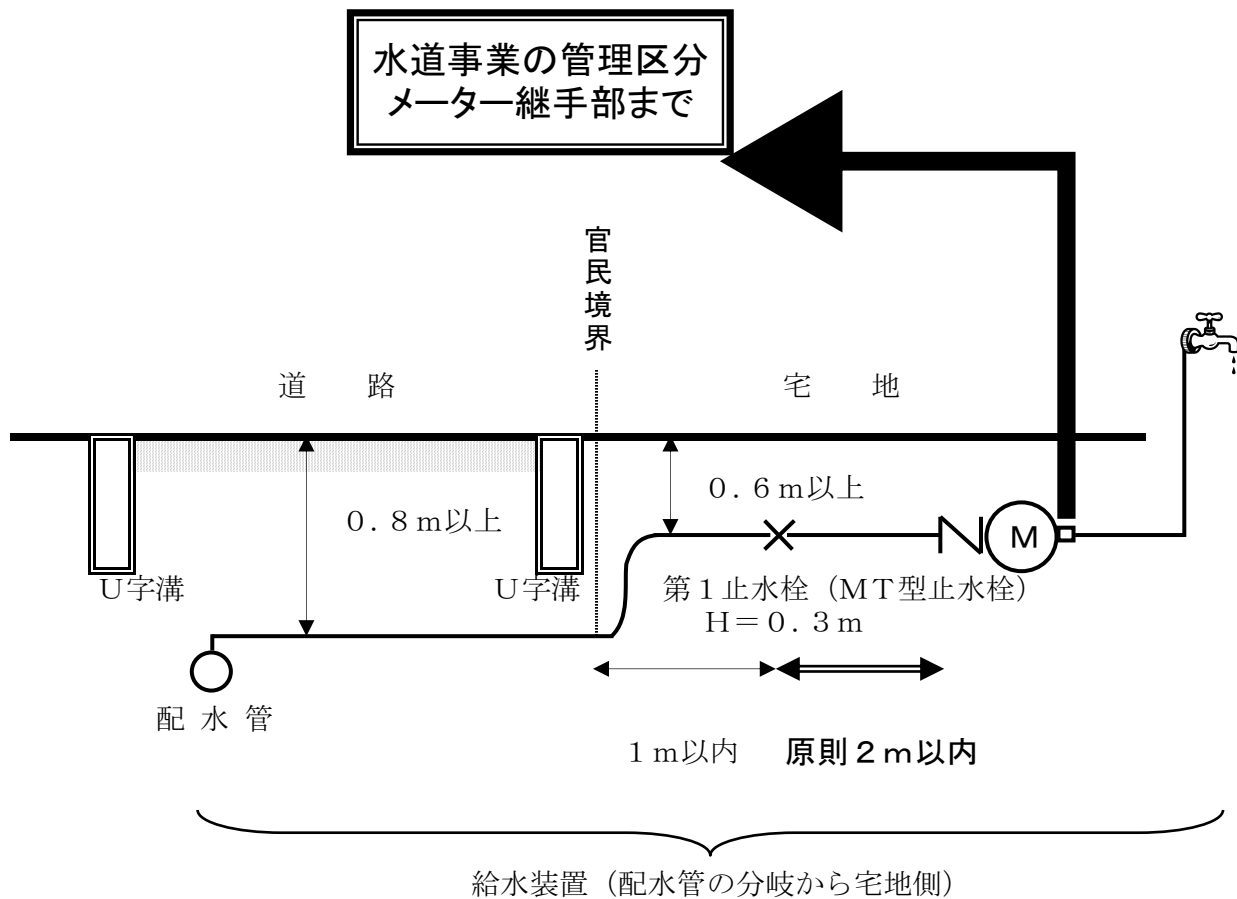 水道事業の管理区分
メーター継手部まで
官民境界
道　路
宅　地
０．８ｍ以上
０．６ｍ以上
Ｍ
Ｕ字溝
Ｕ字溝
第１止水栓（ＭＴ型止水栓）
Ｈ＝０．３ｍ
配 水 管
１ｍ以内
原則２ｍ以内
給水装置（配水管の分岐から宅地側）